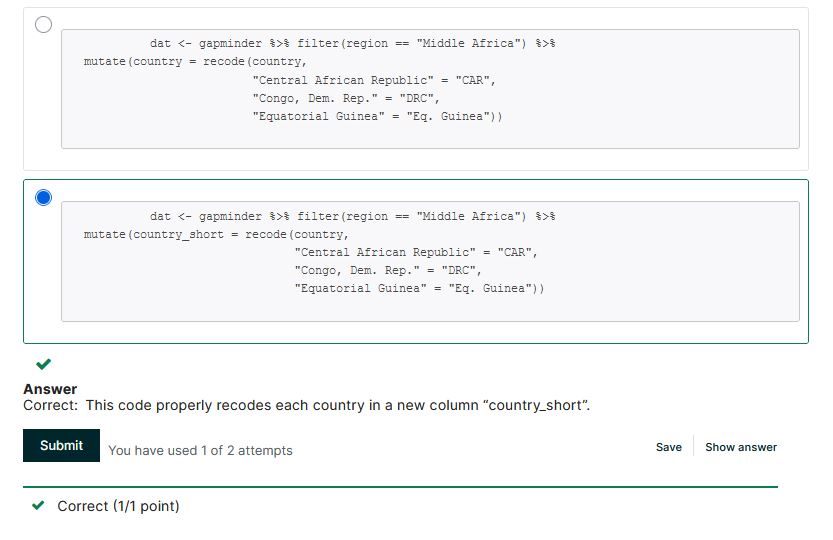 dat <- gapminder %>% filter(region == "Middle Africa") %>%
mutate(country = recode(country,
"Central African Republic" = "CAR",
"Congo, Dem. Rep." = "DRC",
"Equatorial Guinea" = "Eq. Guinea"))
dat <- gapminder %>% filter(region == "Middle Africa") %>%
mutate(country_short = recode(country,
"Central African Republic" = "CAR",
"Congo, Dem. Rep." = "DRC",
"Equatorial Guinea" = "Eq. Guinea"))
Answer
Correct: This code properly recodes each country in a new column “country_short”.
Submit You have used 1 of 2 attempts Save Show answer
Correct (1/1 point)